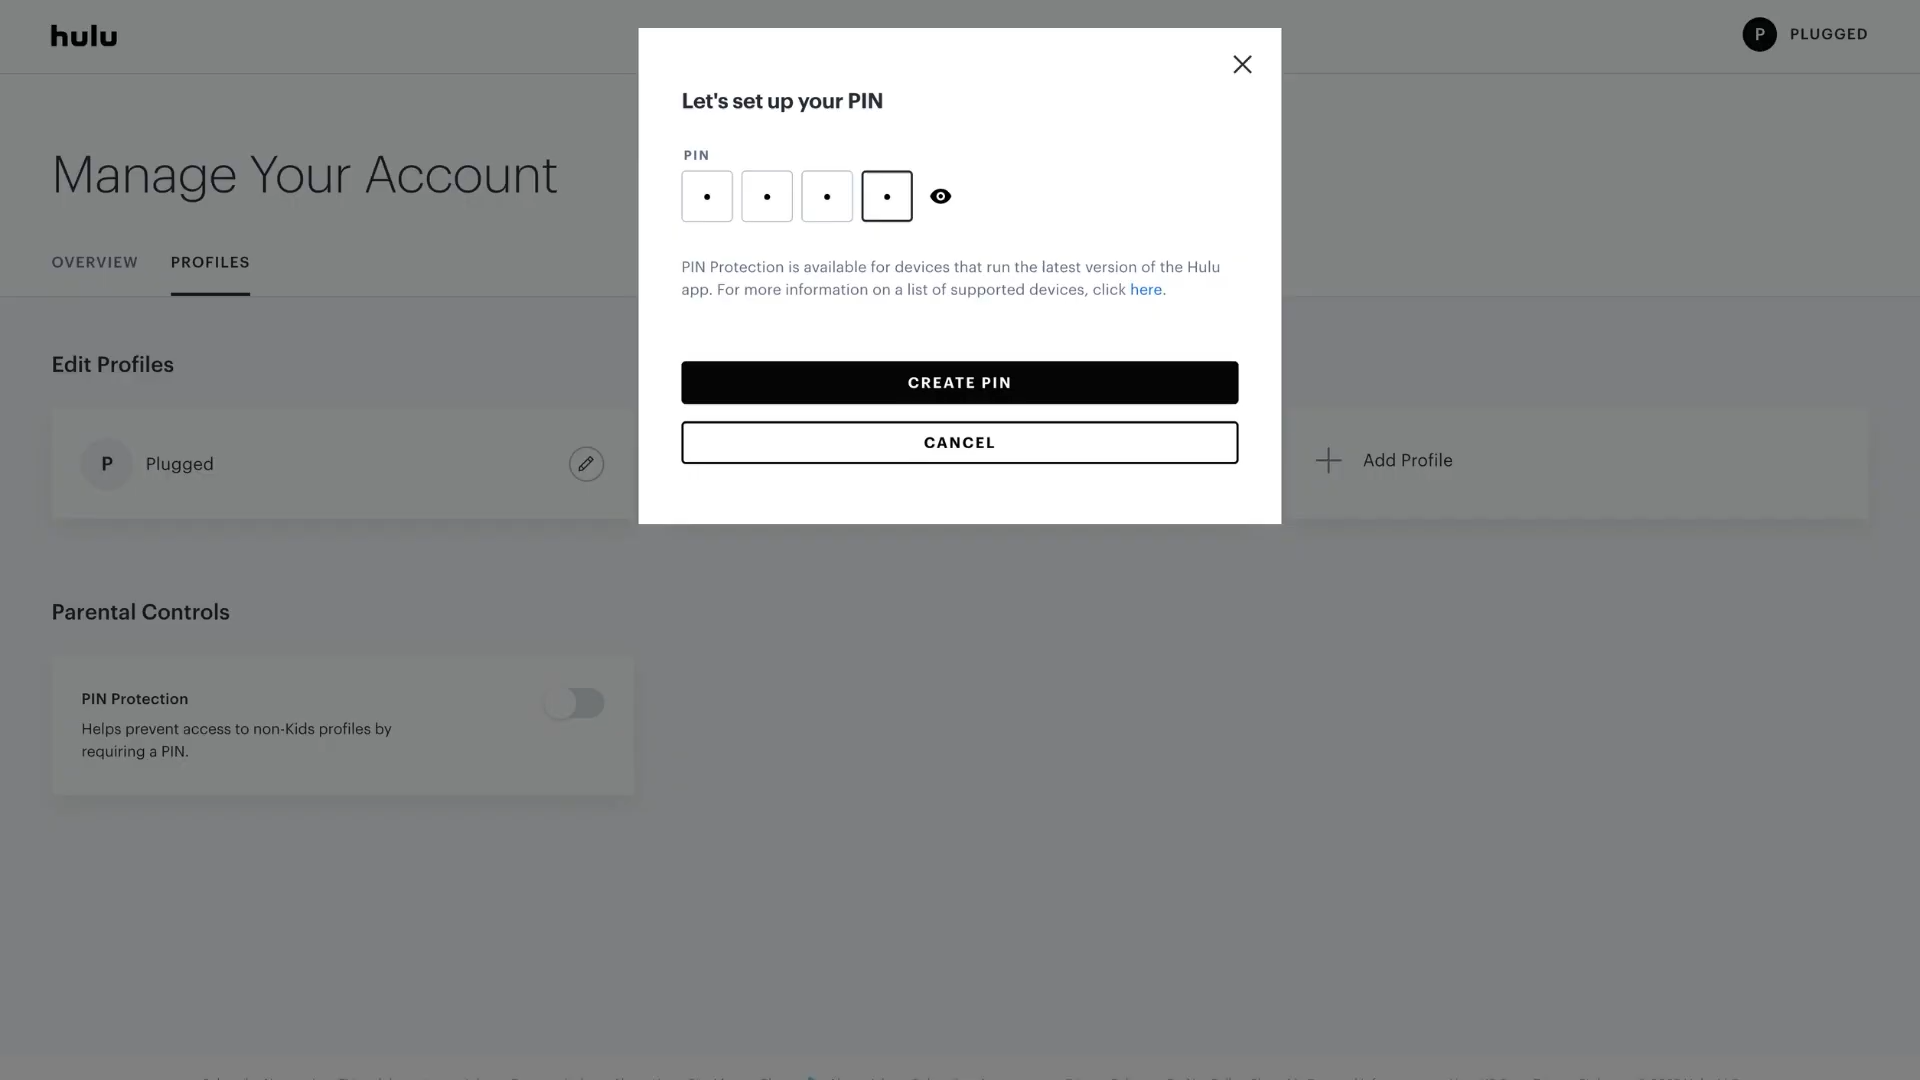 hulu
P PLUGGED
Manage Your Account
OVERVIEW PROFILES
Let's set up your PIN
PIN
PIN Protection is available for devices that run the latest version of the Hulu
app. For more information on a list of supported devices, click here.
CREATE PIN
CANCEL
Edit Profiles
P Plugged
Add Profile
Parental Controls
PIN Protection
Helps prevent access to non-Kids profiles by
requiring a PIN.